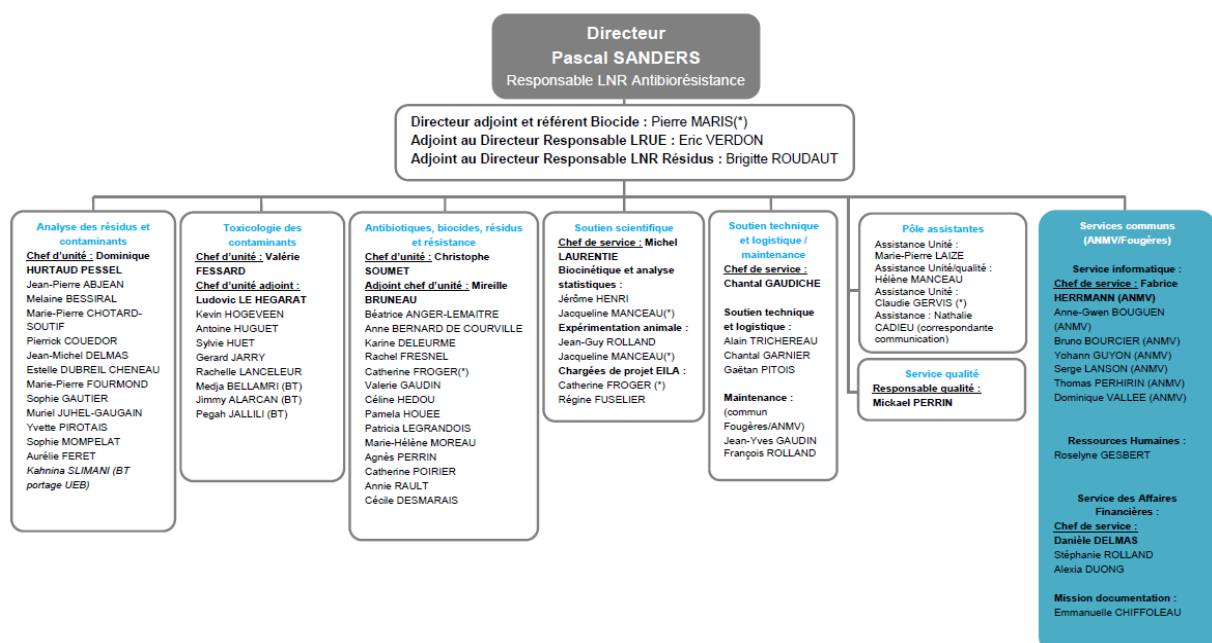 Directeur
Pascal SANDERS
Responsable LNR Antibiorésistance
Directeur adjoint et référent Biocide : Pierre MARIS(*)
Adjoint au Directeur Responsable LRUE : Eric VERDON
Adjoint au Directeur Responsable LNR Résidus : Brigitte ROUDAUT
Analyse des résidus et
contaminants
Chef d'unité : Dominique
HURTAUD PESSEL
Jean-Pierre ABJEAN
Melaine BESSIRAL
Marie-Pierre CHOTARD-
SOUTIF
Pierrick COUEDOR
Jean-Michel DELMAS
Estelle DUBREIL CHENEAU
Marie-Pierre FOURMOND
Sophie GAUTIER
Muriel JUHEL-GAUGAIN
Yvette PIROTAIS
Sophie MOMPELAT
Aurélie FERET
Kahnina SLIMANI (BT
portage UEB)
Toxicologie des
contaminants
Chef d'unité : Valérie
FESSARD
Chef d'unité adjoint :
Ludovic LE HEGARAT
Kevin HOGEVEEN
Antoine HUGUET
Sylvie HUET
Gerard JARRY
Rachelle LANCELEUR
Medja BELLAMRI (BT)
Jimmy ALARCAN (BT)
Pegah JALLILI (BT)
Antibiotiques, biocides, résidus
et résistance
Chef d'unité : Christophe
SOUMET
Adjoint chef d'unité : Mireille
BRUNEAU
Béatrice ANGER-LEMAITRE
Anne BERNARD DE COURVILLE
Karine DELEURME
Rachel FRESNEL
Catherine FROGER(*)
Valerie GAUDIN
Céline HEDOU
Pamela HOUEE
Patricia LEGRANDOIS
Marie-Hélène MOREAU
Agnès PERRIN
Catherine POIRIER
Annie RAULT
Cécile DESMARAIS
Soutien scientifique
Chef de service : Michel
LAURENTIE
Biocinétique et analyse
statistiques :
Jérôme HENRI
Jacqueline MANCEAU(*)
Expérimentation animale :
Jean-Guy ROLLAND
Jacqueline MANCEAU(*)
Chargées de projet EILA :
Catherine FROGER (*)
Régine FUSELIER
Soutien technique
et logistique /
maintenance
Chef de service :
Chantal GAUDICHE
Soutien technique
et logistique :
Alain TRICHEREAU
Chantal GARNIER
Gaëtan PITOIS
Maintenance :
(commun
Fougères/ANMV)
Jean-Yves GAUDIN
François ROLLAND
Pôle assistantes
Assistance Unité :
Marie-Pierre LAIZE
Assistance Unité/qualité :
Hélène MANCEAU
Assistance Unité :
Claudie GERVIS (*)
Assistance : Nathalie
CADIEU (correspondante
communication)
Service qualité
Responsable qualité :
Mickael PERRIN
Services communs
(ANMV/Fougères)
Service informatique :
Chef de service : Fabrice
HERRMANN (ANMV)
Anne-Gwen BOUGUEN
(ANMV)
Bruno BOURCIER (ANMV)
Yohann GUYON (ANMV)
Serge LANSON (ANMV)
Thomas PERHIRIN (ANMV)
Dominique VALLEE (ANMV)
Ressources Humaines :
Roselyne GESBERT
Service des Affaires
Financières :
Chef de service :
Danièle DELMAS
Stéphanie ROLLAND
Alexia DUONG
Mission documentation :
Emmanuelle CHIFFOLEAU